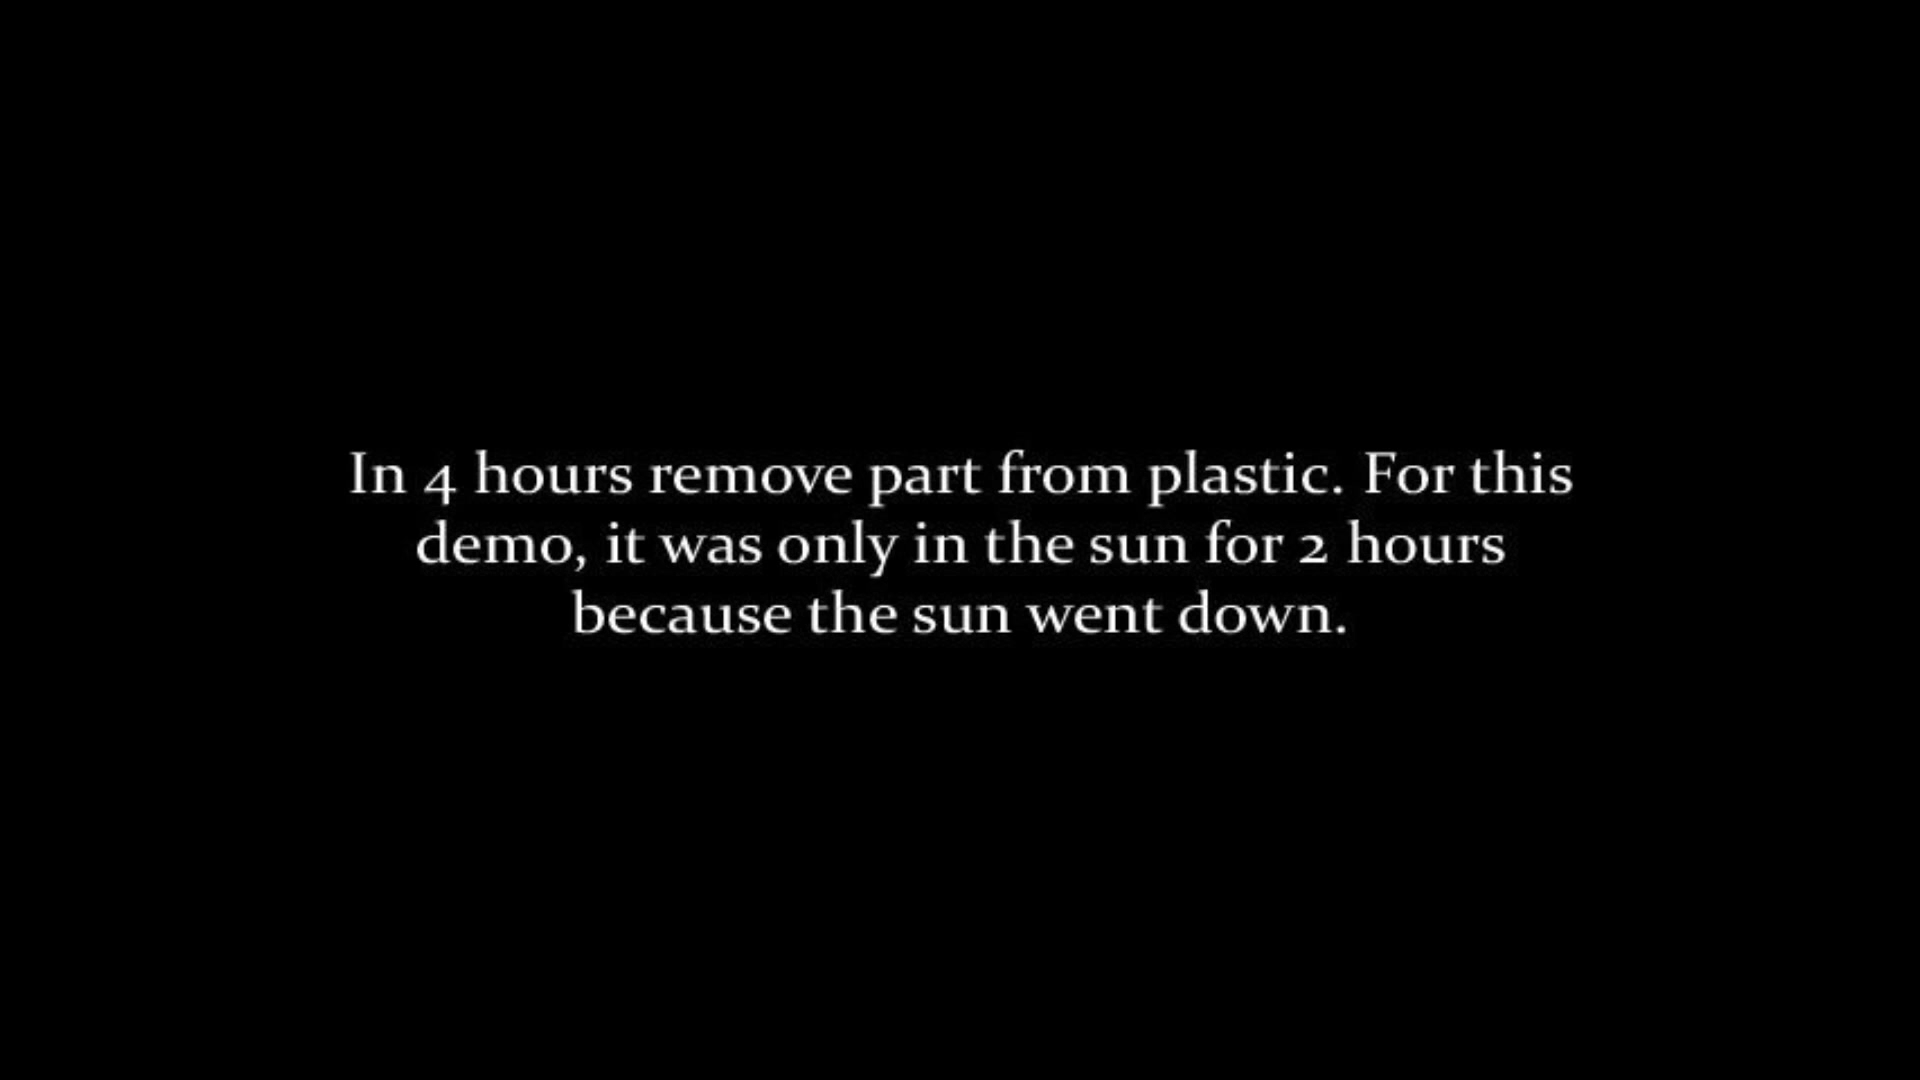 In 4 hours remove part from plastic. For this
demo, it was only in the sun for 2 hours
because the sun went down.